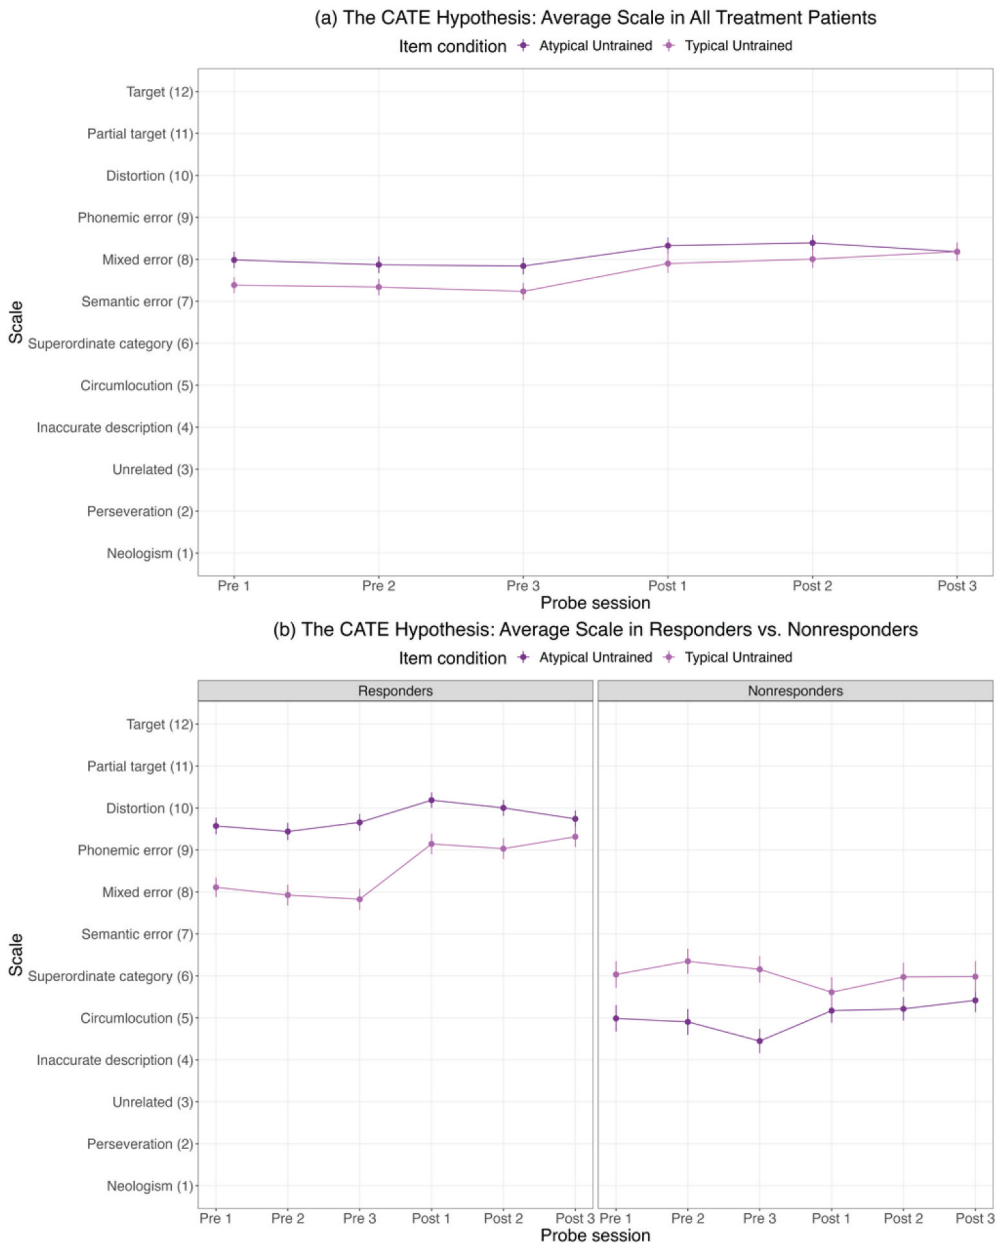 (a) The CATE Hypothesis: Average Scale in All Treatment Patients
Item condition Atypical Untrained Typical Untrained
Target (12)
Partial target (11)
Distortion (10)
Phonemic error (9)
Mixed error (8)
Semantic error (7)
Superordinate category (6)
Circumlocution (5)
Inaccurate description (4)
Unrelated (3)
Perseveration (2)
Neologism (1)
Scale
Pre 1 Pre 2 Pre 3 Post 1 Post 2 Post 3
Probe session
(b) The CATE Hypothesis: Average Scale in Responders vs. Nonresponders
Item condition Atypical Untrained Typical Untrained
Responders Nonresponders
Target (12)
Partial target (11)
Distortion (10)
Phonemic error (9)
Mixed error (8)
Semantic error (7)
Superordinate category (6)
Circumlocution (5)
Inaccurate description (4)
Unrelated (3)
Perseveration (2)
Neologism (1)
Scale
Pre 1 Pre 2 Pre 3 Post 1 Post 2 Post 3 Pre 1 Pre 2 Pre 3 Post 1 Post 2 Post 3
Probe session